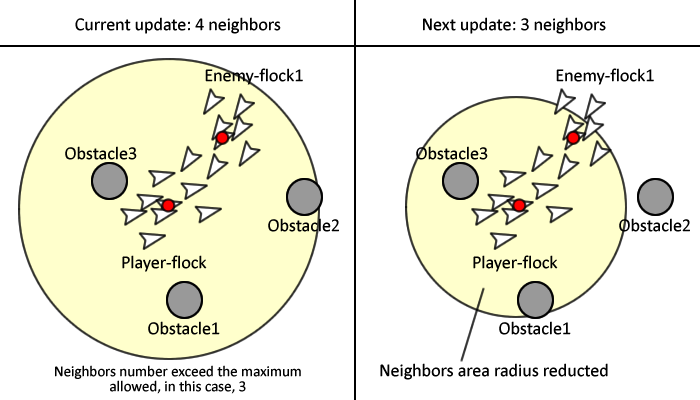 Current update: 4 neighbors
Enemy-flock1
Obstacle3
Obstacle2
Player-flock
Obstacle1
Neighbors number exceed the maximum
allowed, in this case, 3
Next update: 3 neighbors
Enemy-flock1
Obstacle3
Obstacle2
Player-flock
Obstacle1
Neighbors area radius reducted